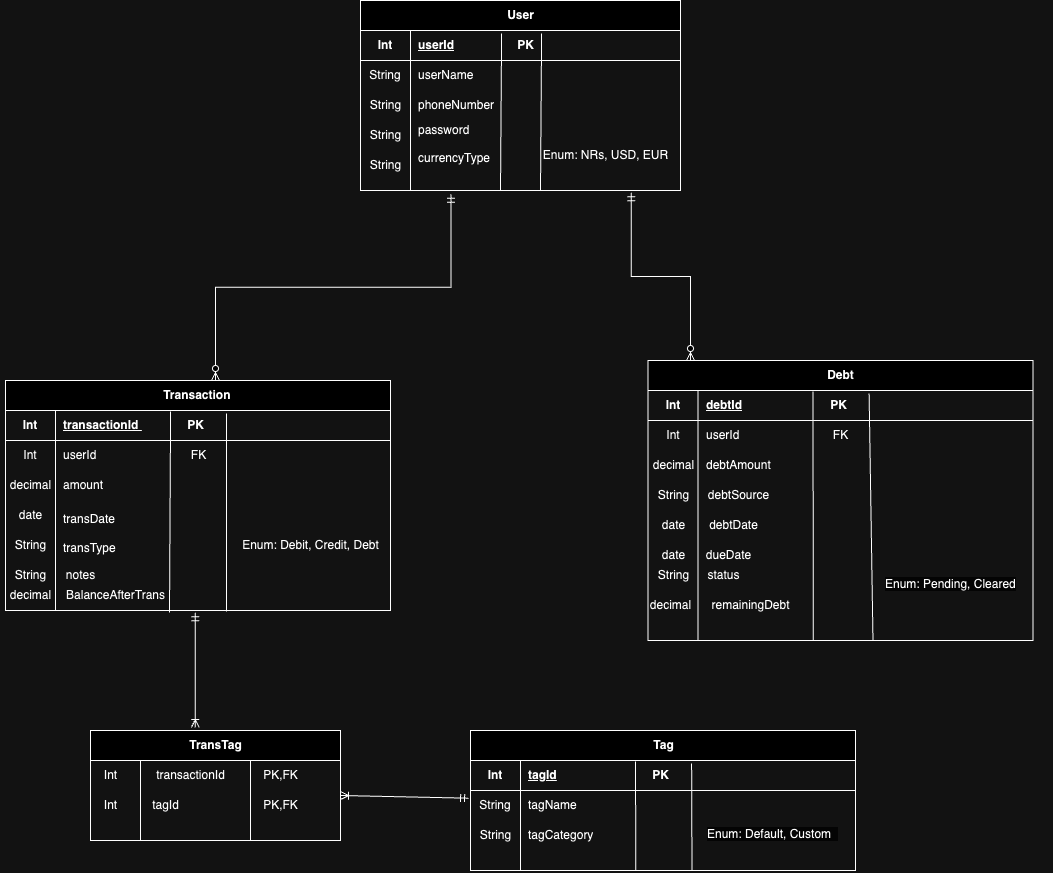 User
Int userId PK
String userName
String phoneNumber
String password
String currencyType Enum: NRs, USD, EUR
Transaction
Int transactionId PK
Int userId FK
decimal amount
date transDate
String transType Enum: Debit, Credit, Debt
String notes
decimal BalanceAfterTrans
Debt
Int debtId PK
Int userId FK
decimal debtAmount
String debtSource
date debtDate
date dueDate
String status Enum: Pending, Cleared
decimal remainingDebt
TransTag
Int transactionId PK,FK
Int tagId PK,FK
Tag
Int tagId PK
String tagName
String tagCategory Enum: Default, Custom